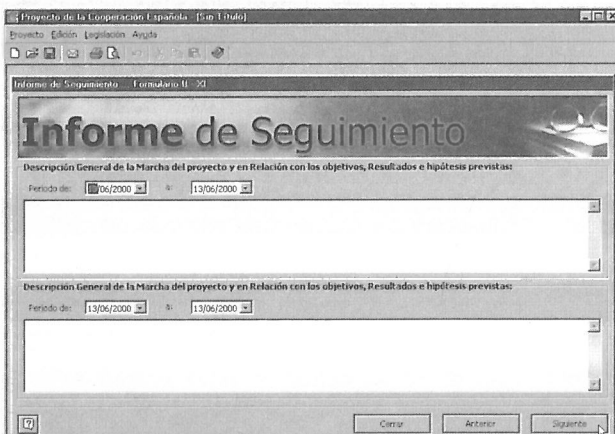 Proyecto de la Cooperación Española - [Sin Título]
Proyecto Edición Legislación Ayuda
Informe de Seguimiento ... Formulario II - XI
Informe de Seguimiento
Descripción General de la Marcha del proyecto y en Relación con los objetivos, Resultados e hipótesis previstas:
Periodo de: /06/2000 a: 13/06/2000
Descripción General de la Marcha del proyecto y en Relación con los objetivos, Resultados e hipótesis previstas:
Periodo de: 13/06/2000 a: 13/06/2000
Cerrar Anterior Siguiente